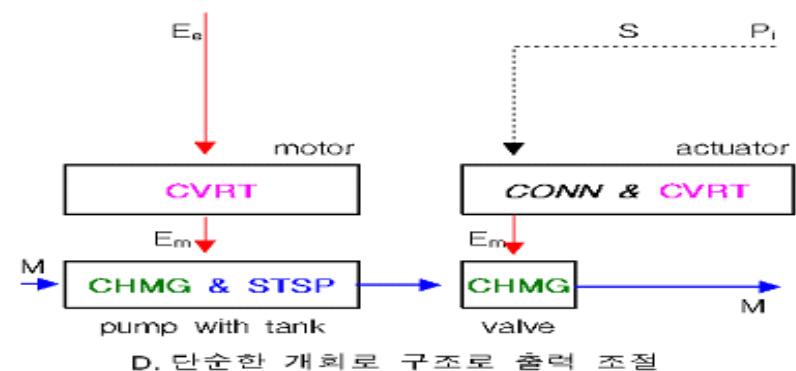 Ee S Pi
motor actuator
CVRT CONN & CVRT
Em Em
M CHMG & STSP CHMG M
pump with tank valve
D. 단순한 개회로 구조로 출력 조절